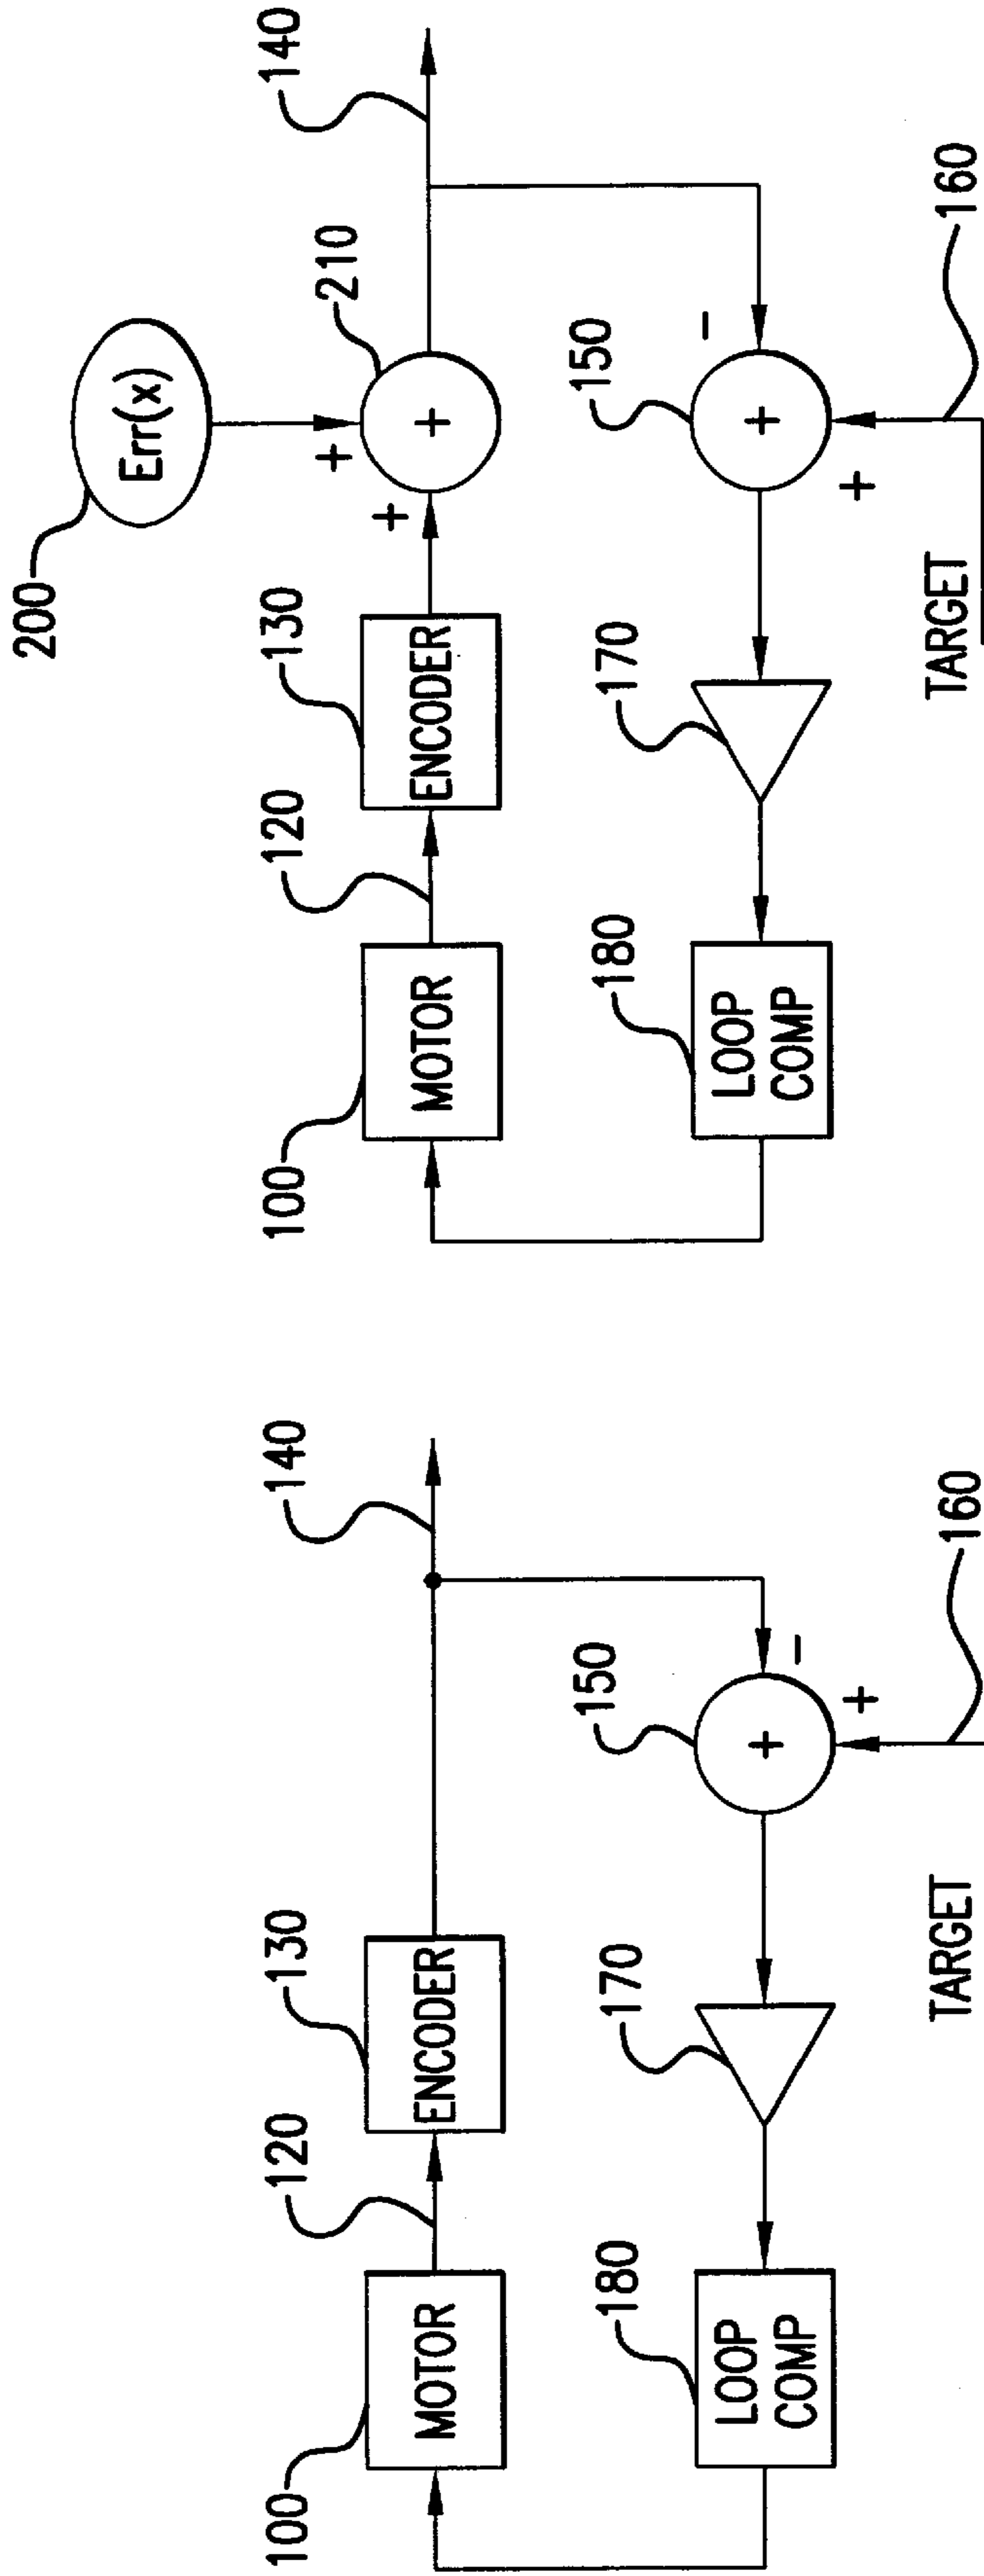 100
MOTOR
120
ENCODER
130
140
150
+
-
+
160
TARGET
170
180
LOOP
COMP
200
Err(x)
100
MOTOR
120
ENCODER
130
+
+
+
210
140
150
+
-
+
160
TARGET
170
180
LOOP
COMP